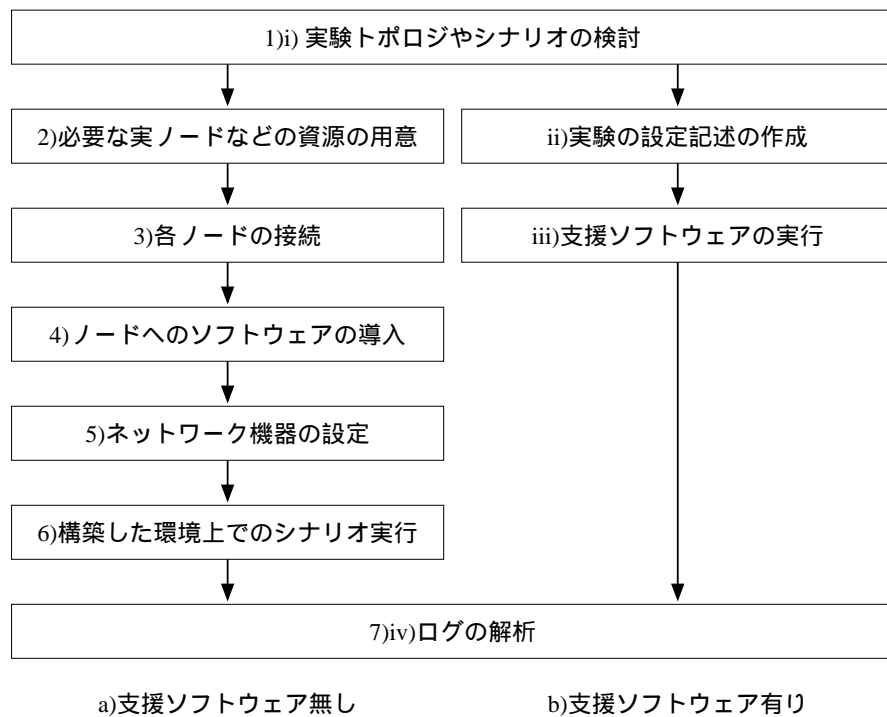 1)i) 実験トポロジやシナリオの検討
2)必要な実ノードなどの資源の用意
ii)実験の設定記述の作成
3)各ノードの接続
iii)支援ソフトウェアの実行
4)ノードへのソフトウェアの導入
5)ネットワーク機器の設定
6)構築した環境上でのシナリオ実行
7)iv)ログの解析
a)支援ソフトウェア無し
b)支援ソフトウェア有り